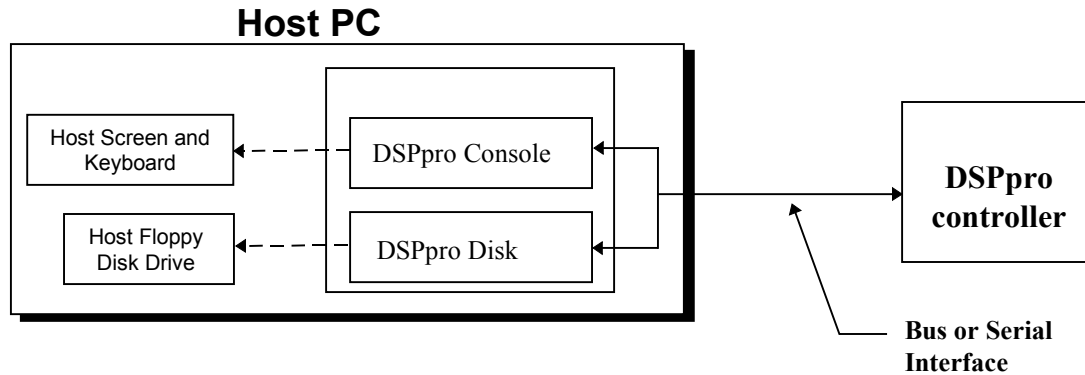 Host PC
Host Screen and
Keyboard
DSPpro Console
Host Floppy
Disk Drive
DSPpro Disk
DSPpro
controller
Bus or Serial
Interface